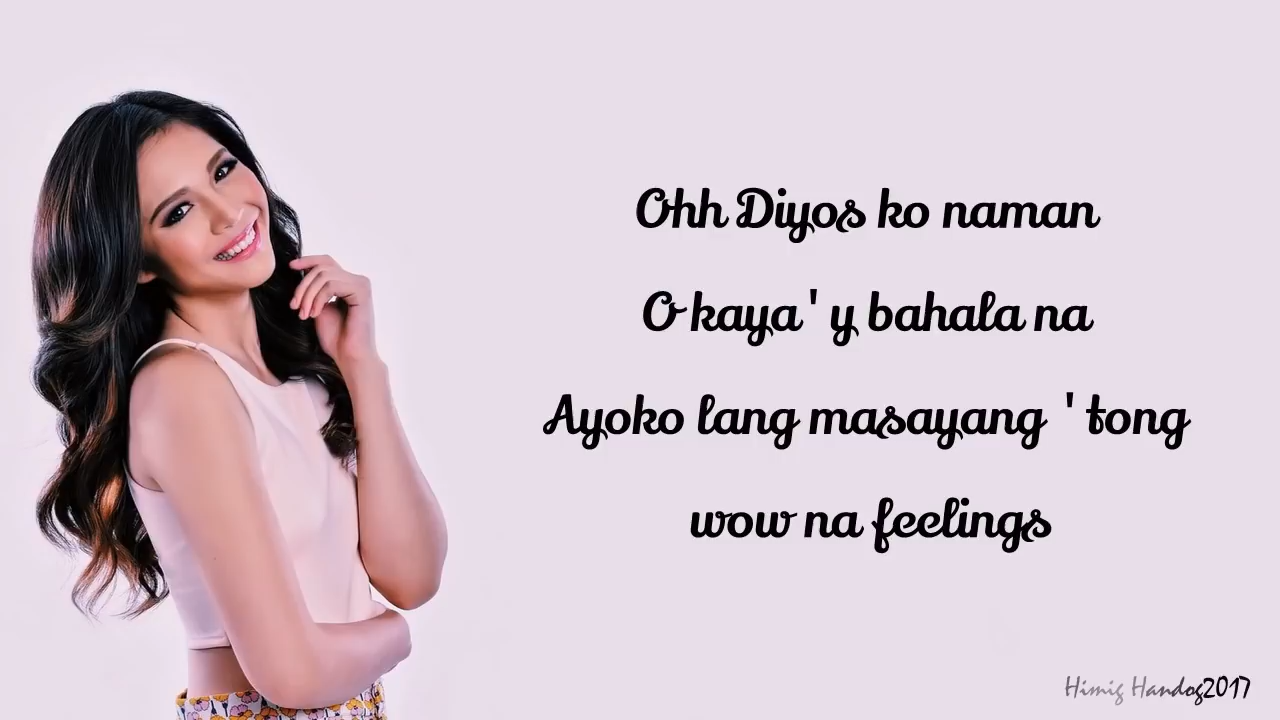 Ohh Diyos ko naman
O kaya ' y bahala na
Ayoko lang masayang ' tong
wow na feelings
Himig Handog2017